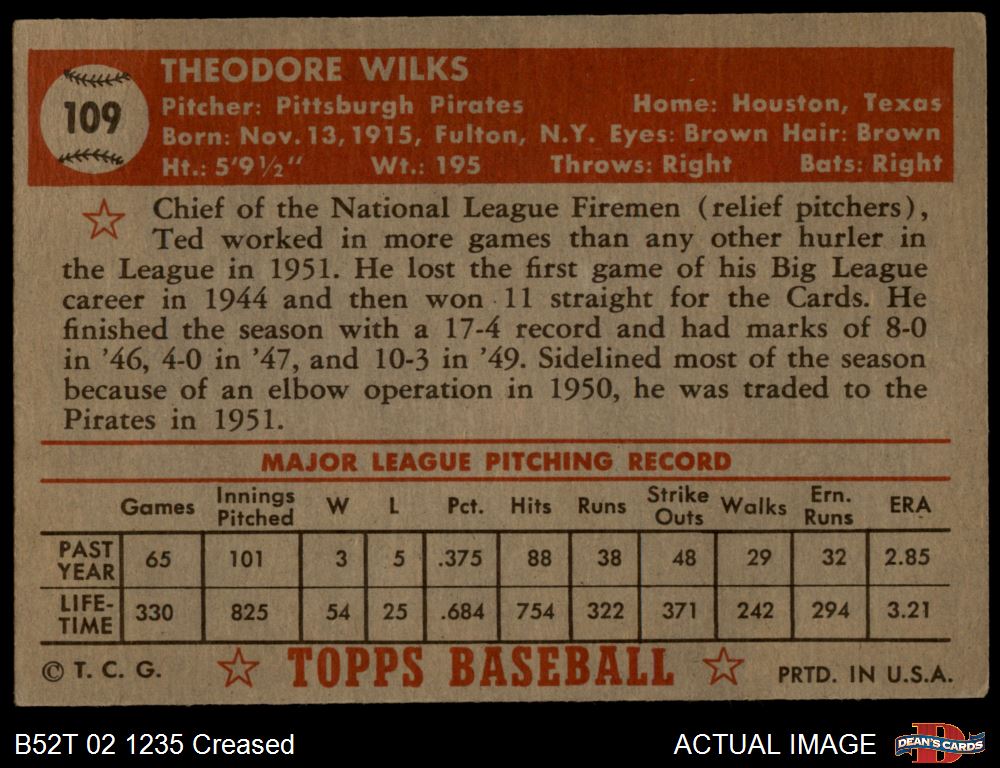 109
THEODORE WILKS
Pitcher: Pittsburgh Pirates Home: Houston, Texas
Born: Nov. 13, 1915, Fulton, N.Y. Eyes: Brown Hair: Brown
Ht.: 5'9½" Wt.: 195 Throws: Right Bats: Right
Chief of the National League Firemen (relief pitchers),
Ted worked in more games than any other hurler in
the League in 1951. He lost the first game of his Big League
career in 1944 and then won 11 straight for the Cards. He
finished the season with a 17-4 record and had marks of 8-0
in '46, 4-0 in '47, and 10-3 in '49. Sidelined most of the season
because of an elbow operation in 1950, he was traded to the
Pirates in 1951.
MAJOR LEAGUE PITCHING RECORD
Games Innings Pitched W L Pct. Hits Runs Strike Outs Walks Ern. Runs ERA
PAST YEAR 65 101 3 5 .375 88 38 48 29 32 2.85
LIFE-TIME 330 825 54 25 .684 754 322 371 242 294 3.21
© T. C. G. TOPPS BASEBALL PRTD. IN U.S.A.
B52T 02 1235 Creased ACTUAL IMAGE D DEAN'S CARDS